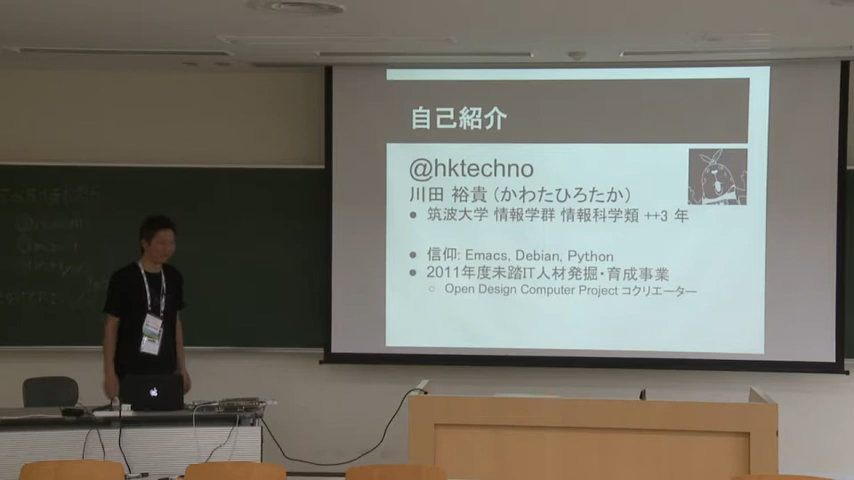 自己紹介
@hktechno
川田 裕貴 (かわたひろたか)
● 筑波大学 情報学群 情報科学類 ++3 年
● 信仰: Emacs, Debian, Python
● 2011年度未踏IT人材発掘・育成事業
○ Open Design Computer Project コクリエーター